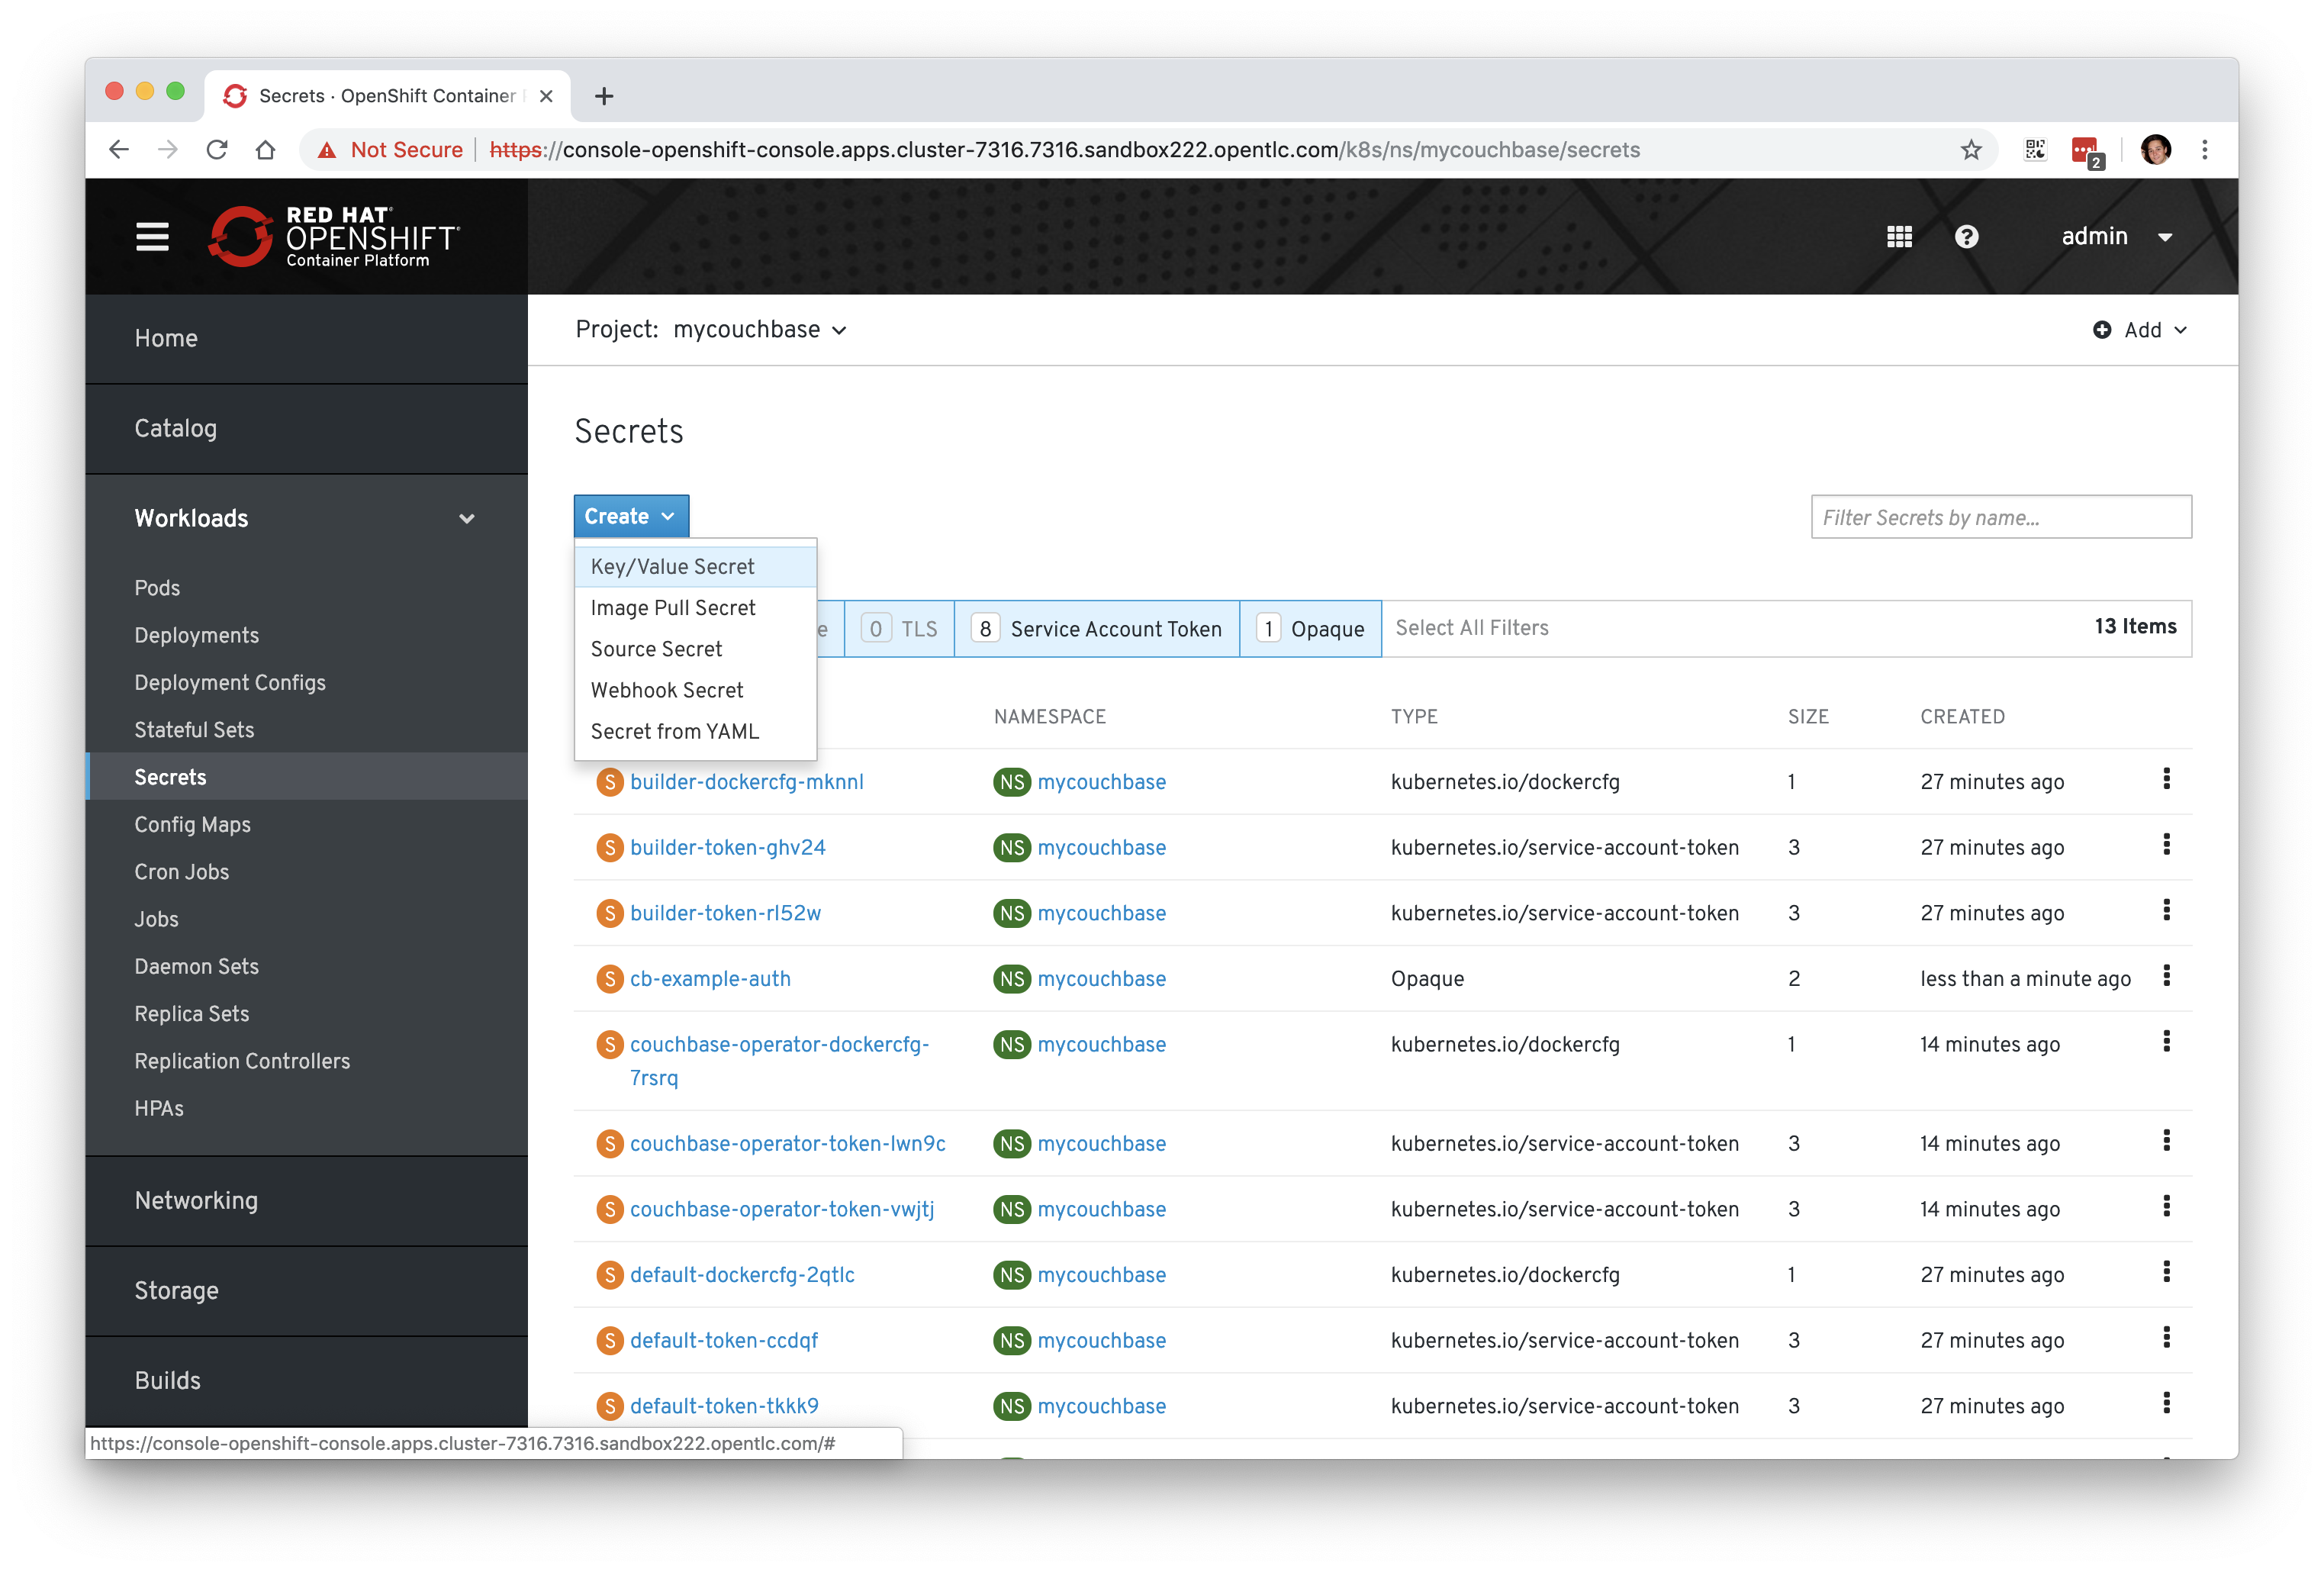 Secrets · OpenShift Container
Not Secure
https://console-openshift-console.apps.cluster-7316.7316.sandbox222.opentlc.com/k8s/ns/mycouchbase/secrets
2
RED HAT
OPENSHIFT
Container Platform
admin
Home
Catalog
Workloads
Pods
Deployments
Deployment Configs
Stateful Sets
Secrets
Config Maps
Cron Jobs
Jobs
Daemon Sets
Replica Sets
Replication Controllers
HPAs
Networking
Storage
Builds
Project: mycouchbase
Add
Secrets
Create
Filter Secrets by name...
Key/Value Secret
Image Pull Secret
Source Secret
Webhook Secret
Secret from YAML
e 0 TLS 8 Service Account Token 1 Opaque Select All Filters 13 Items
NAMESPACE TYPE SIZE CREATED
S builder-dockercfg-mknnl NS mycouchbase kubernetes.io/dockercfg 1 27 minutes ago
S builder-token-ghv24 NS mycouchbase kubernetes.io/service-account-token 3 27 minutes ago
S builder-token-rl52w NS mycouchbase kubernetes.io/service-account-token 3 27 minutes ago
S cb-example-auth NS mycouchbase Opaque 2 less than a minute ago
S couchbase-operator-dockercfg- NS mycouchbase kubernetes.io/dockercfg 1 14 minutes ago
7rsrq
S couchbase-operator-token-lwn9c NS mycouchbase kubernetes.io/service-account-token 3 14 minutes ago
S couchbase-operator-token-vwjtj NS mycouchbase kubernetes.io/service-account-token 3 14 minutes ago
S default-dockercfg-2qtlc NS mycouchbase kubernetes.io/dockercfg 1 27 minutes ago
S default-token-ccdqf NS mycouchbase kubernetes.io/service-account-token 3 27 minutes ago
S default-token-tkkk9 NS mycouchbase kubernetes.io/service-account-token 3 27 minutes ago
https://console-openshift-console.apps.cluster-7316.7316.sandbox222.opentlc.com/#